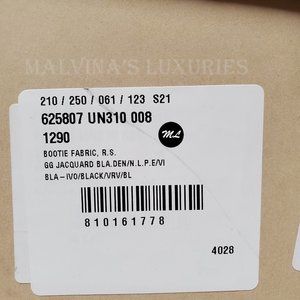 MALVINA'S LUXURIES
210 / 250 / 061 / 123 S21
625807 UN310 008
1290
ML
BOOTIE FABRIC, R.S.
GG JACQUARD BLA.DEN/N.L.P.E/VI
BLA-IVO/BLACK/VRV/BL
810161778
4028